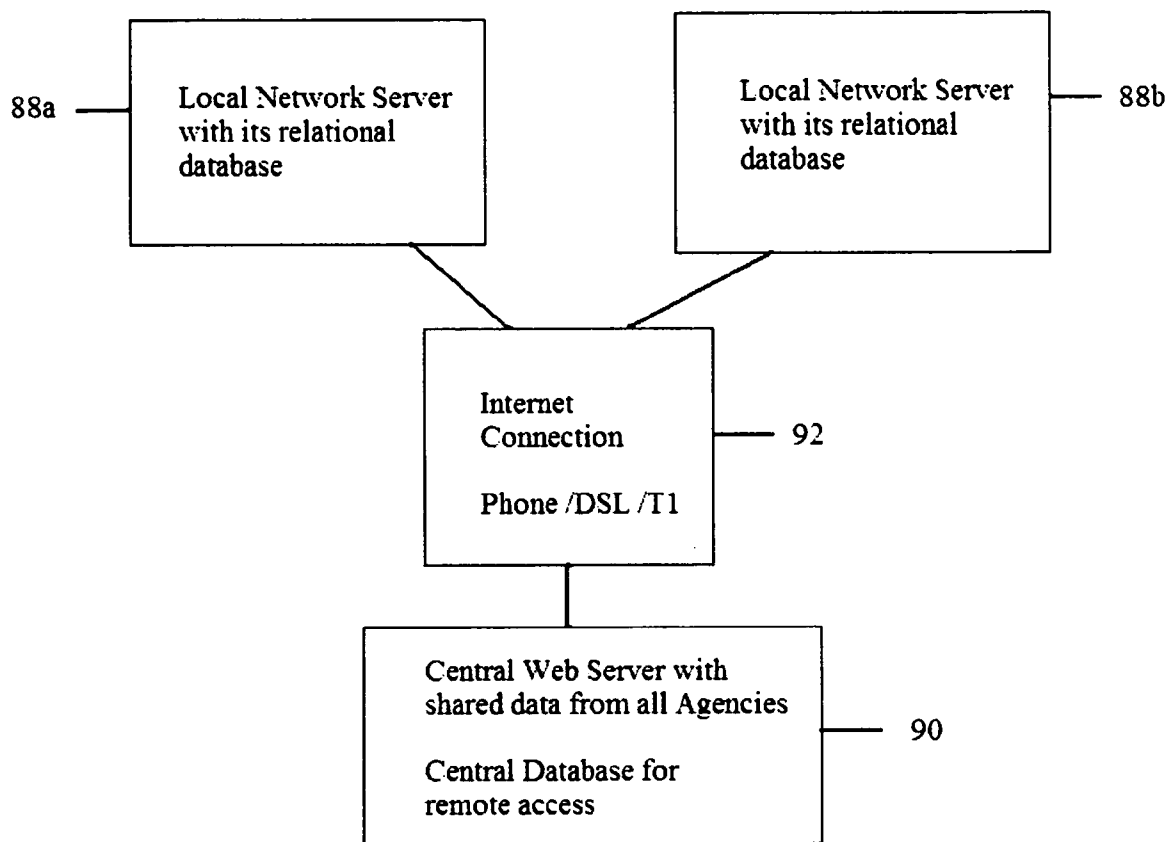 88a
Local Network Server
with its relational
database
Local Network Server
with its relational
database
88b
Internet
Connection
Phone /DSL /T1
92
Central Web Server with
shared data from all Agencies
Central Database for
remote access
90